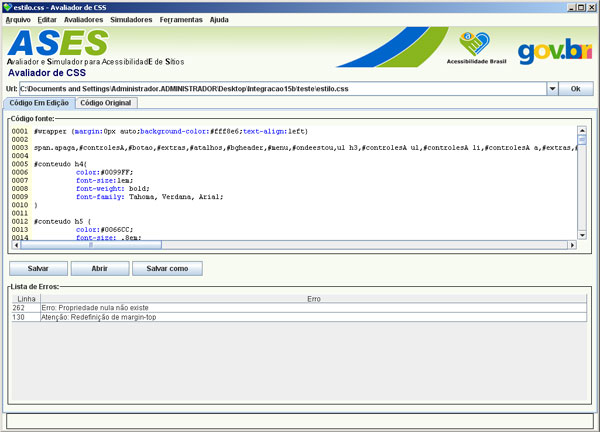 estilo.css - Avaliador de CSS
Arquivo Editar Avaliadores Simuladores Ferramentas Ajuda
ASES
Avaliador e Simulador para AcessibilidadE de Sítios
Acessibilidade Brasil
gov.br
Avaliador de CSS
Url: C:\Documents and Settings\Administrador.ADMINISTRADOR\Desktop\Integracao15b\teste\estilo.css Ok
Código Em Edição Código Original
Código fonte:
0001 #wrapper {margin:0px auto;background-color:#fff8e6;text-align:left}
0002
0003 span.apaga,#controlesA,#botao,#extras,#atalhos,#bgheader,#menu,#ondeestou,ul h3,#controlesA ul,#controlesA li,#controlesA a,#extras,#
0004
0005 #conteudo h4{
0006 color:#0099FF;
0007 font-size:1em;
0008 font-weight: bold;
0009 font-family: Tahoma, Verdana, Arial;
0010 }
0011
0012 #conteudo h5 {
0013 color:#0066CC;
0014 font-size: .8em;
Salvar Abrir Salvar como
Lista de Erros:
Linha Erro
262 Erro: Propriedade nula não existe
130 Atenção: Redefinição de margin-top